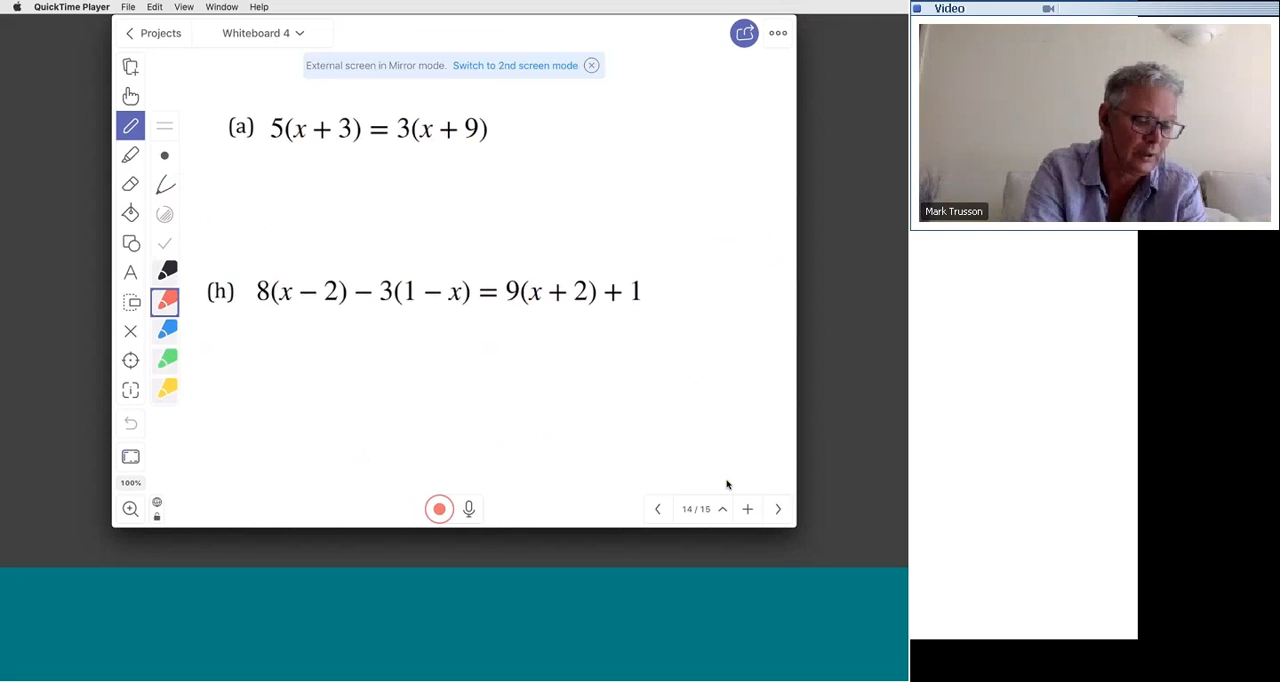 QuickTime Player File Edit View Window Help
Video
Projects
Whiteboard 4
External screen in Mirror mode. Switch to 2nd screen mode
(a) 5(x + 3) = 3(x + 9)
(h) 8(x − 2) − 3(1 − x) = 9(x + 2) + 1
A
100%
14 / 15
Mark Trusson